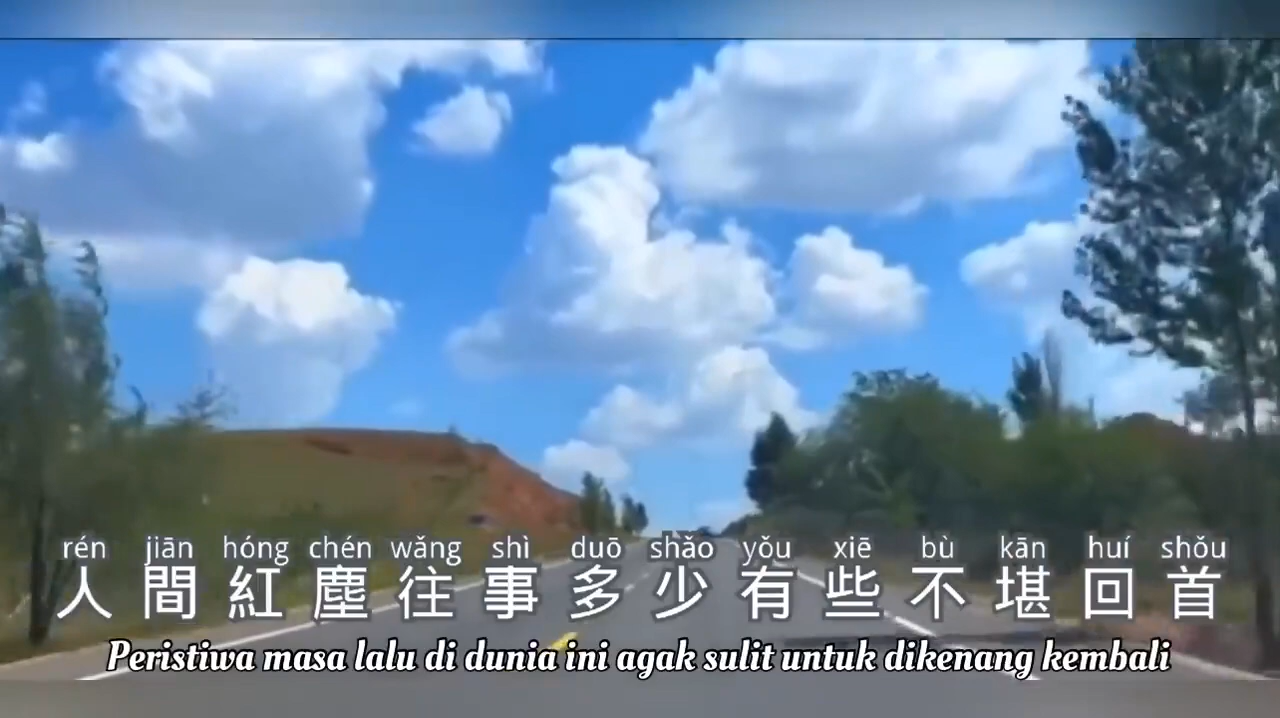 rén jiān hóng chén wǎng shì duō shǎo yǒu xiē bù kān huí shǒu
人間紅塵往事多少有些不堪回首
Peristiwa masa lalu di dunia ini agak sulit untuk dikenang kembali